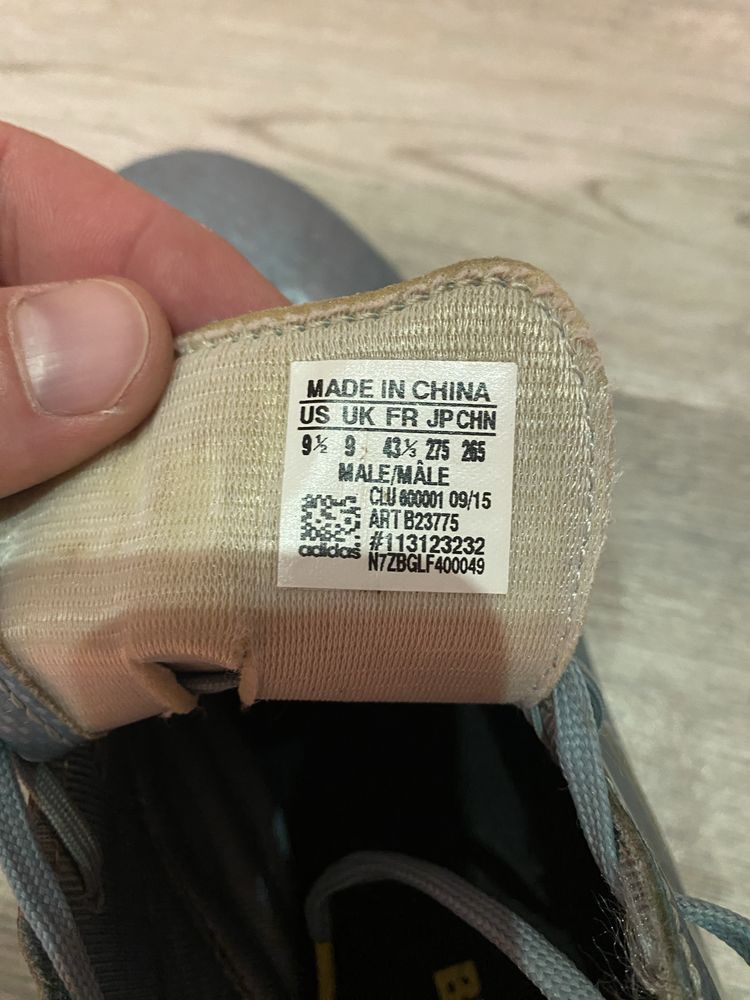 MADE IN CHINA
US UK FR JP CHN
9½ 9 43⅓ 275 265
MALE/MÂLE
CLU 600001 09/15
ART B23775
adidas
#113123232
N7ZBGLF400049
B